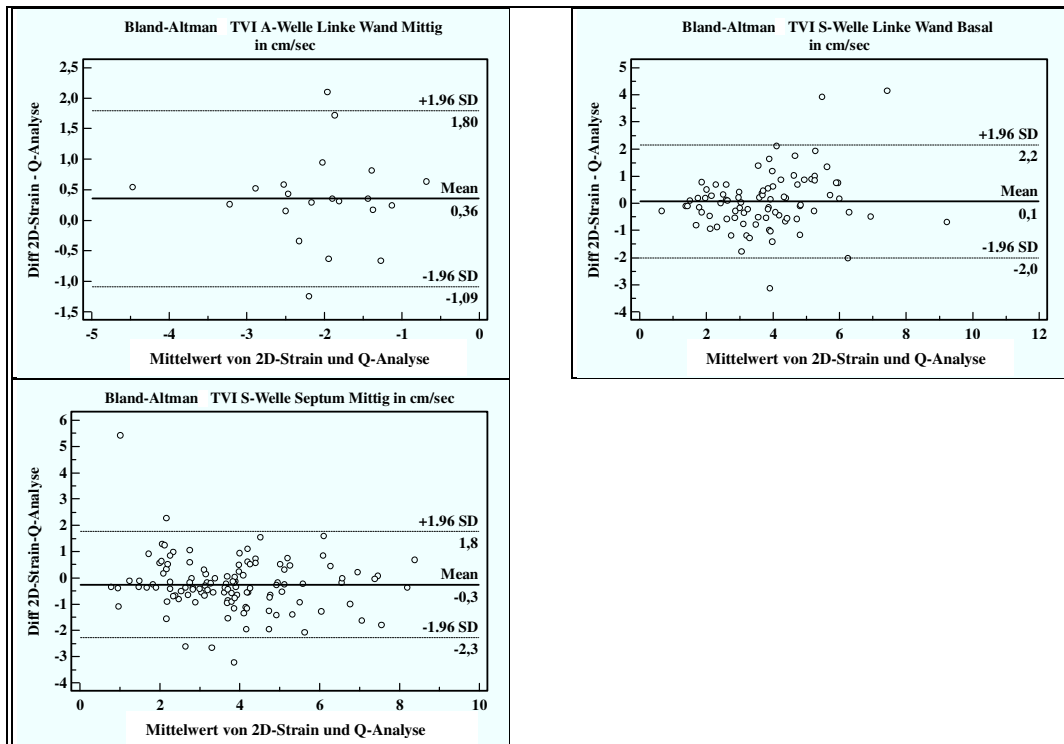 Bland-Altman TVI A-Welle Linke Wand Mittig
in cm/sec
2,5
2,0
1,5
1,0
0,5
0,0
-0,5
-1,0
-1,5
Diff 2D-Strain - Q-Analyse
+1.96 SD
1,80
Mean
0,36
-1.96 SD
-1,09
-5 -4 -3 -2 -1 0
Mittelwert von 2D-Strain und Q-Analyse
Bland-Altman TVI S-Welle Linke Wand Basal
in cm/sec
5
4
3
2
1
0
-1
-2
-3
-4
Diff 2D-Strain - Q-Analyse
+1.96 SD
2,2
Mean
0,1
-1.96 SD
-2,0
0 2 4 6 8 10 12
Mittelwert von 2D-Strain und Q-Analyse
Bland-Altman TVI S-Welle Septum Mittig in cm/sec
6
5
4
3
2
1
0
-1
-2
-3
-4
Diff 2D-Strain-Q-Analyse
+1.96 SD
1,8
Mean
-0,3
-1.96 SD
-2,3
0 2 4 6 8 10
Mittelwert von 2D-Strain und Q-Analyse